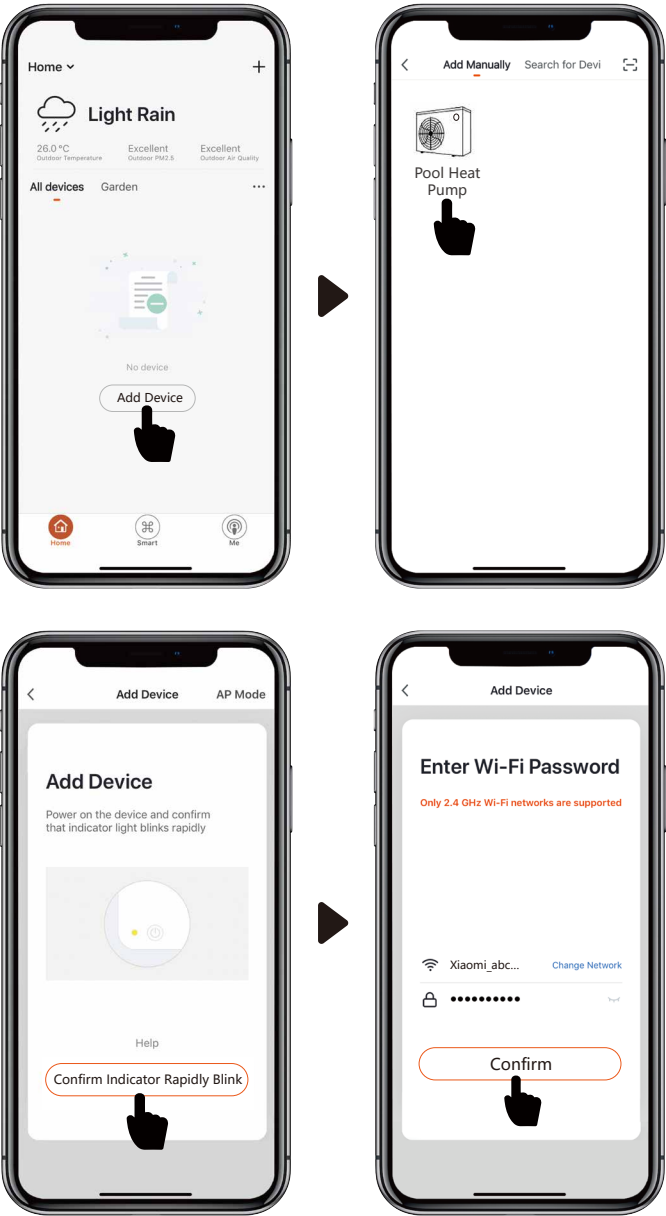 Home
Light Rain
26.0 °C
Excellent
Excellent
Outdoor Temperature
Outdoor PM2.5
Outdoor Air Quality
All devices
Garden
No device
Add Device
Home
Smart
Me
Add Manually
Search for Devi
Pool Heat
Pump
Add Device
AP Mode
Add Device
Power on the device and confirm
that indicator light blinks rapidly
Help
Confirm Indicator Rapidly Blink
Add Device
Enter Wi-Fi Password
Only 2.4 GHz Wi-Fi networks are supported
Xiaomi_abc...
Change Network
Confirm